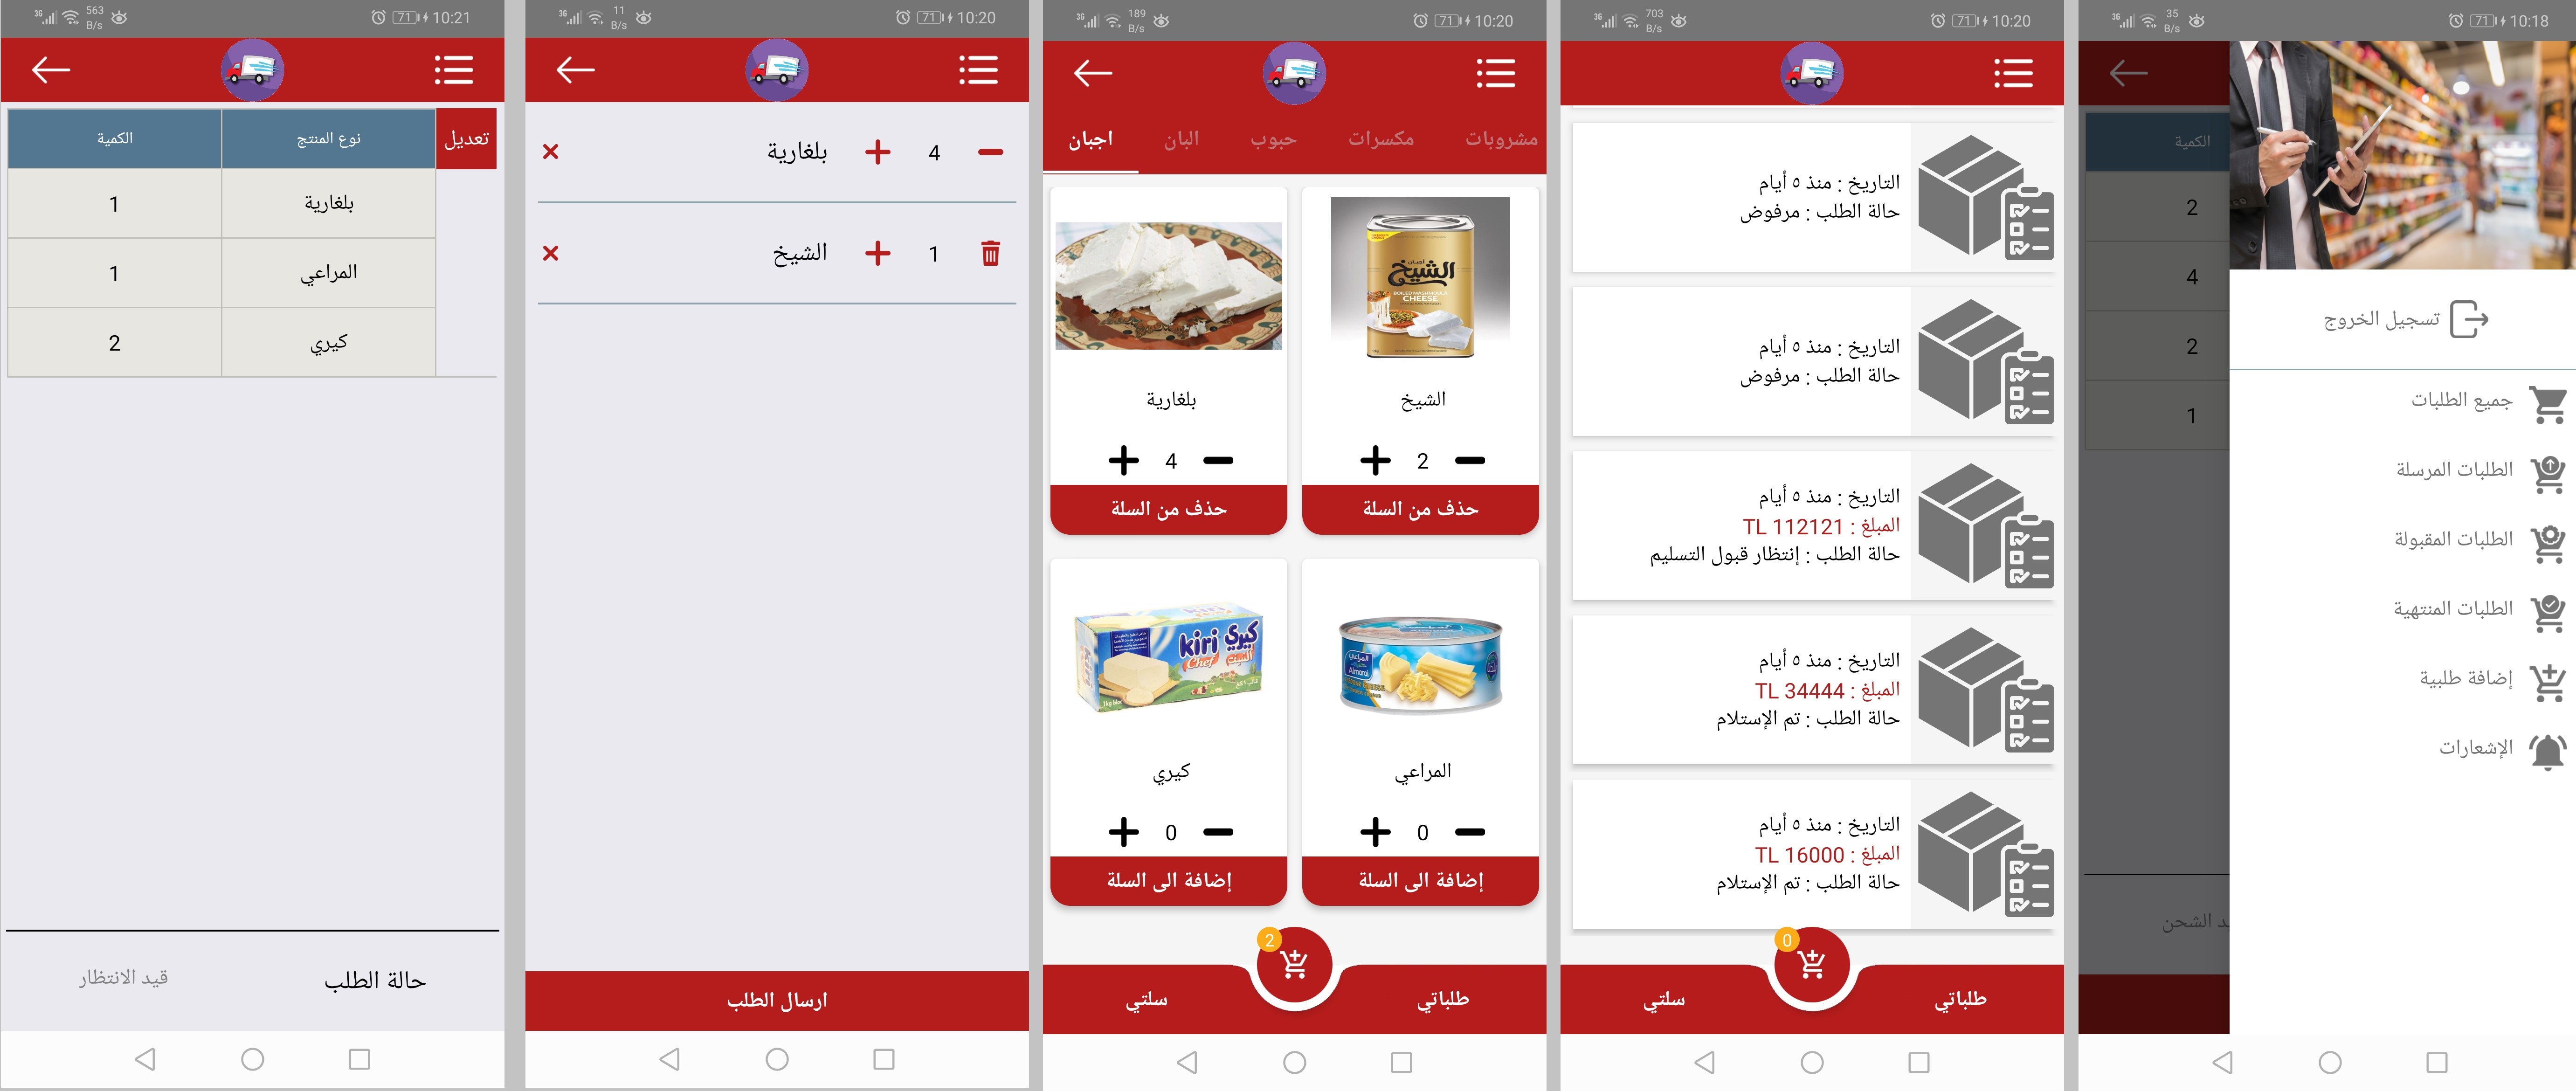 563 B/s
71 10:21
تعديل
نوع المنتج
الكمية
بلغارية
1
المراعي
1
كيري
2
حالة الطلب
قيد الانتظار
11 B/s
71 10:20
4
بلغارية
1
الشيخ
ارسال الطلب
189 B/s
71 10:20
اجبان
البان
حبوب
مكسرات
مشروبات
الشيخ
CHEESE
بلغارية
الشيخ
4
2
حذف من السلة
حذف من السلة
kiri كيري
Chef
المراعي
Almarai
كيري
المراعي
0
0
إضافة الى السلة
إضافة الى السلة
2
سلتي
طلباتي
703 B/s
71 10:20
التاريخ : منذ ٥ أيام
حالة الطلب : مرفوض
التاريخ : منذ ٥ أيام
حالة الطلب : مرفوض
التاريخ : منذ ٥ أيام
المبلغ : 112121 TL
حالة الطلب : إنتظار قبول التسليم
التاريخ : منذ ٥ أيام
المبلغ : 34444 TL
حالة الطلب : تم الإستلام
التاريخ : منذ ٥ أيام
المبلغ : 16000 TL
حالة الطلب : تم الإستلام
0
سلتي
طلباتي
35 B/s
71 10:18
الكمية
2
4
2
1
د الشحن
تسجيل الخروج
جميع الطلبات
الطلبات المرسلة
الطلبات المقبولة
الطلبات المنتهية
إضافة طلبية
الإشعارات